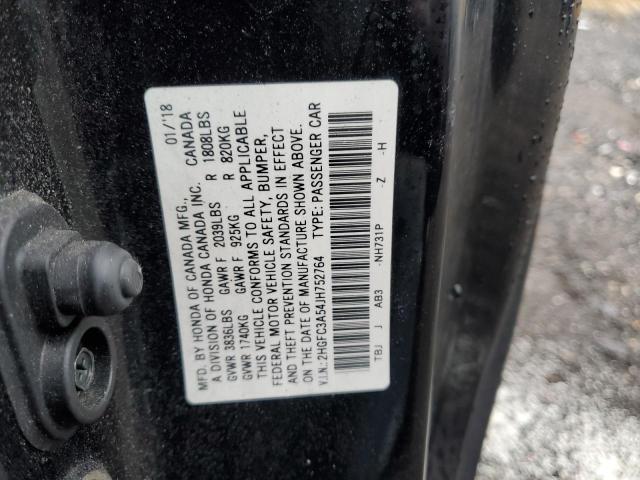 MFD. BY HONDA OF CANADA MFG., 01/'18
A DIVISION OF HONDA CANADA INC. CANADA
GVWR 3836LBS GAWR F 2039LBS R 1808LBS
GVWR 1740KG GAWR F 925KG R 820KG
THIS VEHICLE CONFORMS TO ALL APPLICABLE
FEDERAL MOTOR VEHICLE SAFETY, BUMPER,
AND THEFT PREVENTION STANDARDS IN EFFECT
ON THE DATE OF MANUFACTURE SHOWN ABOVE.
V.I.N.:2HGFC3A54JH752764 TYPE: PASSENGER CAR
TBJ J AB3 -NH731P -Z -H